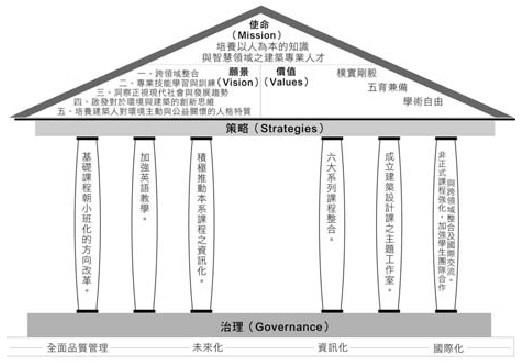 使命
(Mission)
培養以人為本的知識
與智慧領域之建築專業人才
願景
(Vision)
一、跨領域整合
二、專業技能學習與訓練
三、洞察正視現代社會與發展趨勢
四、啟發對於環境與建築的創新思維
五、培養建築人對環境主動與公益關懷的人格特質
價值
(Values)
樸實剛毅
五育兼備
學術自由
策略（Strategies）
基礎課程朝小班化的方向改革。
加強英語教學。
積極推動本系課程之資訊化。
六大系列課程整合。
成立建築設計課之主題工作室。
非正式課程強化，加強學生團隊合作
與跨領域整合及國際交流。
治理（Governance）
全面品質管理
未來化
資訊化
國際化